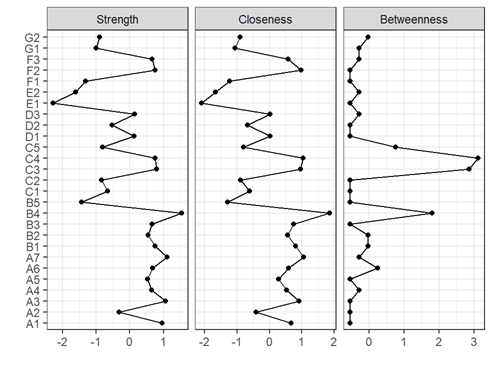 Strength Closeness Betweenness
G2
G1
F3
F2
F1
E2
E1
D3
D2
D1
C5
C4
C3
C2
C1
B5
B4
B3
B2
B1
A7
A6
A5
A4
A3
A2
A1
-2 -1 0 1 -2 -1 0 1 2 0 1 2 3